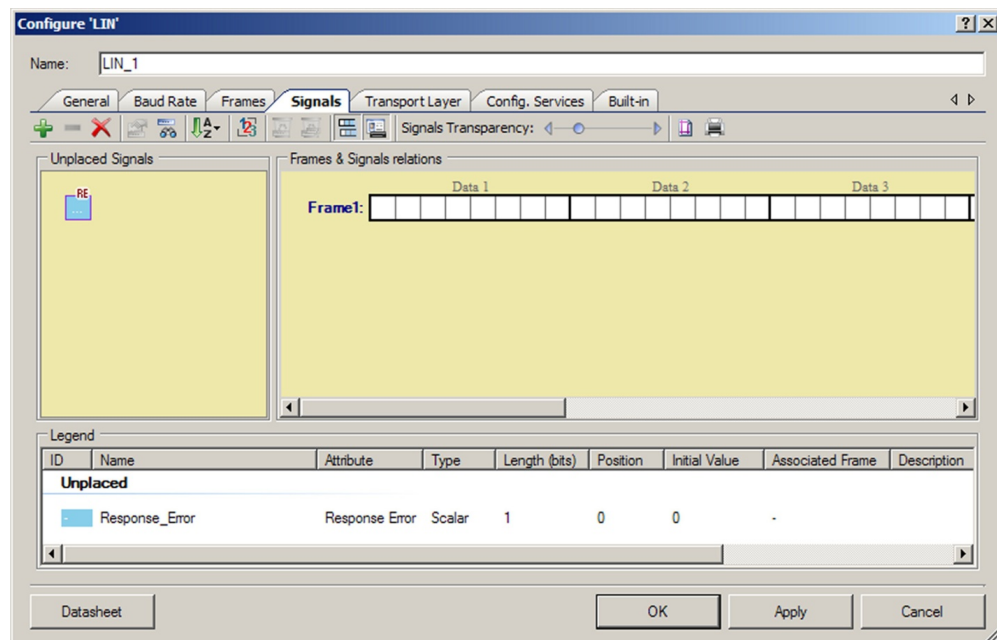 Configure 'LIN'
Name: LIN_1
General Baud Rate Frames Signals Transport Layer Config. Services Built-in
Signals Transparency:
Unplaced Signals
RE
...
Frames & Signals relations
Data 1 Data 2 Data 3
Frame1:
Legend
ID Name Attribute Type Length (bits) Position Initial Value Associated Frame Description
Unplaced
- Response_Error Response Error Scalar 1 0 0 -
Datasheet OK Apply Cancel